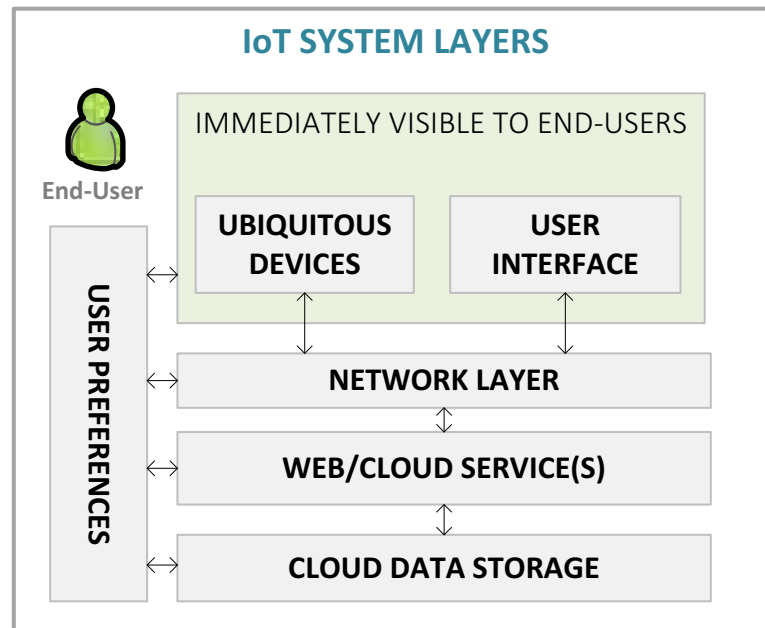 IoT SYSTEM LAYERS
End-User
IMMEDIATELY VISIBLE TO END-USERS
UBIQUITOUS
DEVICES
USER
INTERFACE
USER PREFERENCES
NETWORK LAYER
WEB/CLOUD SERVICE(S)
CLOUD DATA STORAGE